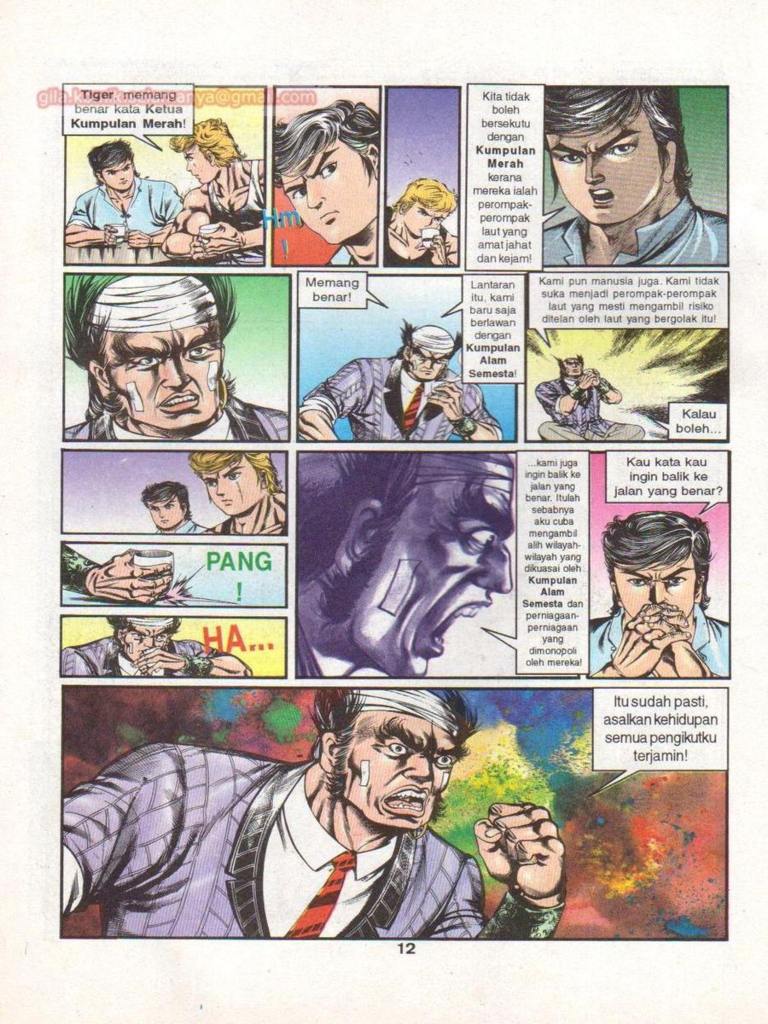 Tiger, memang
benar kata Ketua
Kumpulan Merah!
Hm
!
Kita tidak
boleh
bersekutu
dengan
Kumpulan
Merah
kerana
mereka ialah
perompak-
perompak
laut yang
amat jahat
dan kejam!
Memang
benar!
Lantaran
itu, kami
baru saja
berlawan
dengan
Kumpulan
Alam
Semesta!
Kami pun manusia juga. Kami tidak
suka menjadi perompak-perompak
laut yang mesti mengambil risiko
ditelan oleh laut yang bergolak itu!
Kalau
boleh...
PANG
!
HA...
...kami juga
ingin balik ke
jalan yang
benar. Itulah
sebabnya
aku cuba
mengambil
alih wilayah-
wilayah yang
dikuasai oleh
Kumpulan
Alam
Semesta dan
perniagaan-
perniagaan
yang
dimonopoli
oleh mereka!
Kau kata kau
ingin balik ke
jalan yang benar?
Itu sudah pasti,
asalkan kehidupan
semua pengikutku
terjamin!
12